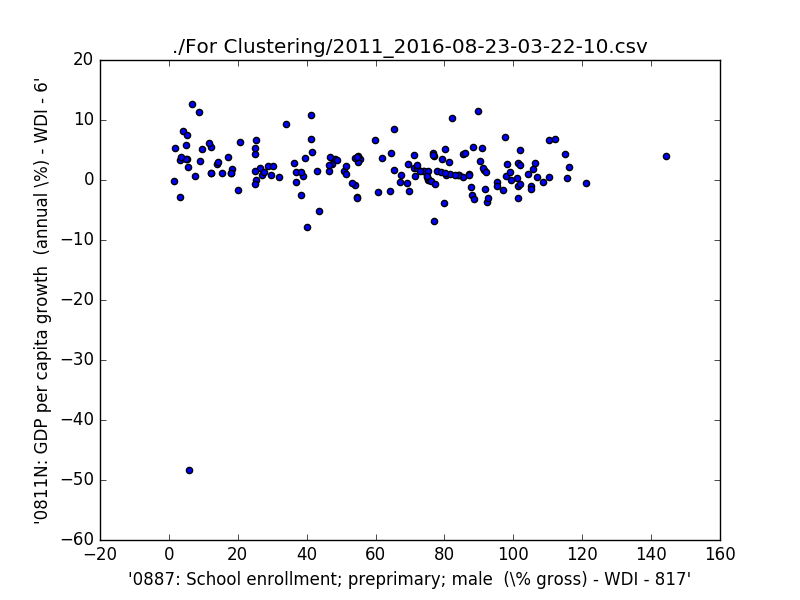 ./For Clustering/2011_2016-08-23-03-22-10.csv
20
10
0
−10
−20
−30
−40
−50
−60
'0811N: GDP per capita growth  (annual \%) - WDI - 6'
−20 0 20 40 60 80 100 120 140 160
'0887: School enrollment; preprimary; male  (\% gross) - WDI - 817'